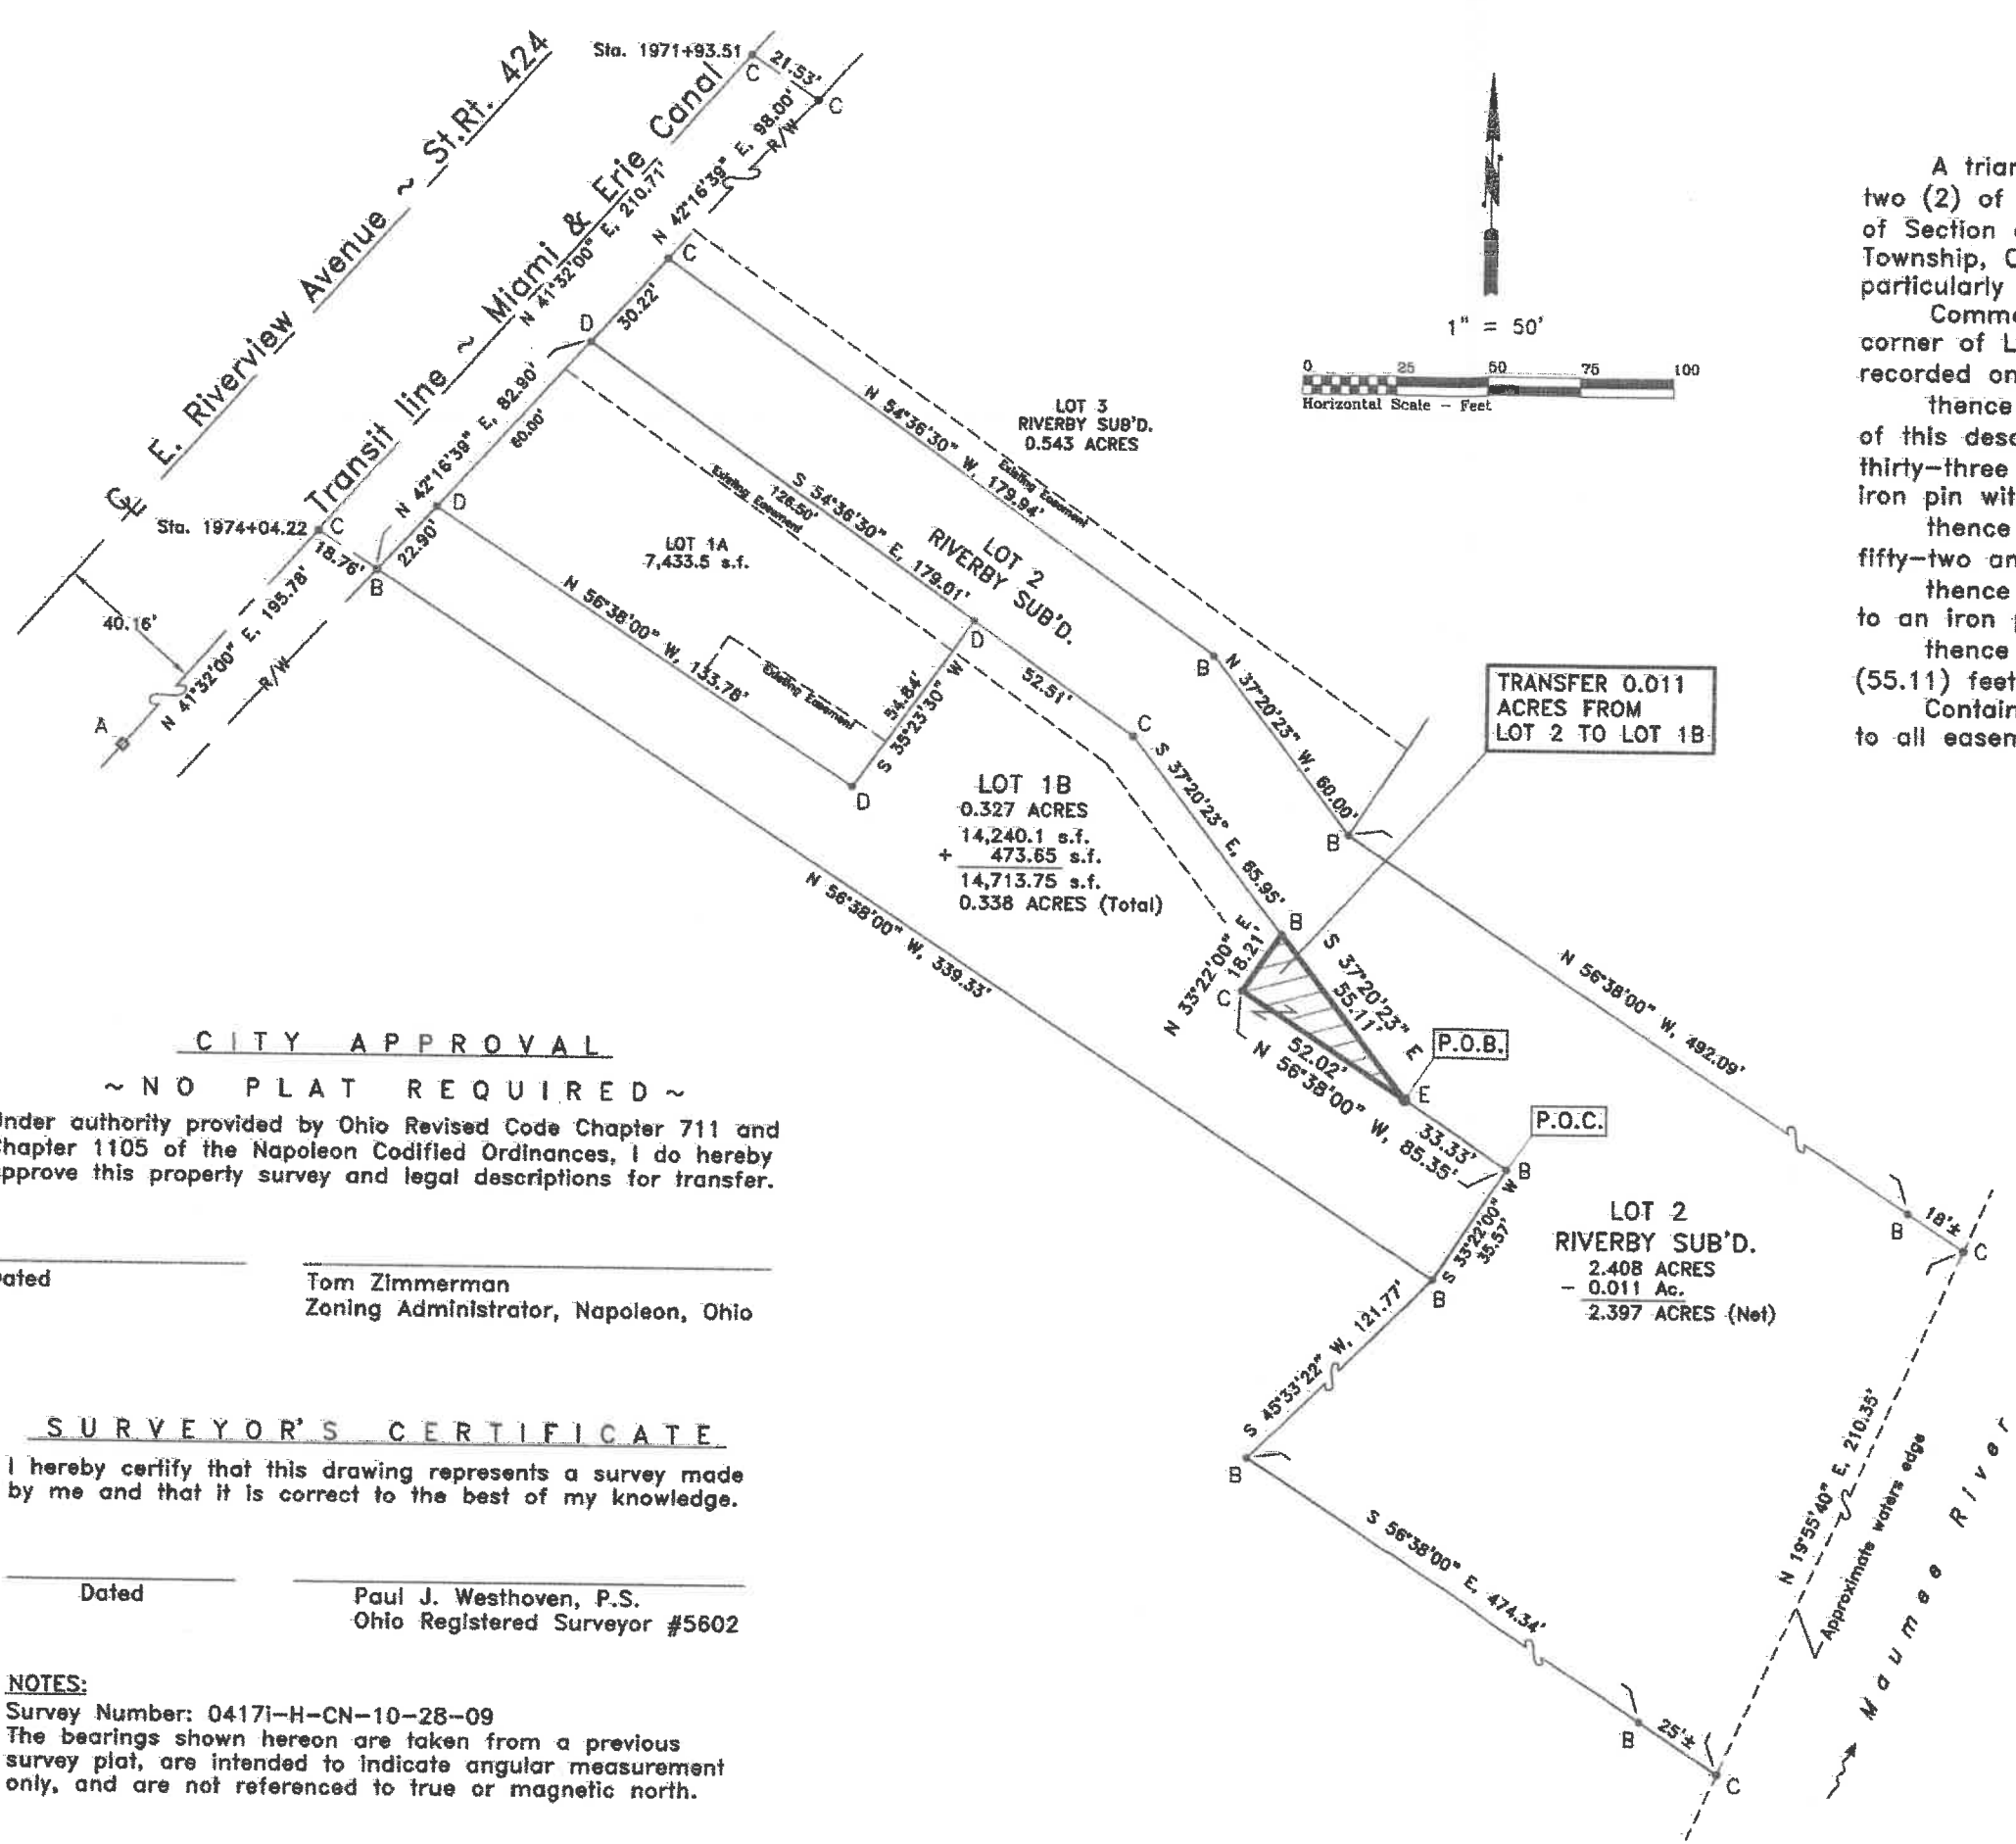 E. Riverview Avenue ~ St.Rt. 424
Transit line ~ Miami & Erie Canal
Sta. 1971+93.51
C
21.53'
C
N 41°32'00" E, 210.71'
N 42°16'39" E, 98.00'
R/W
C
D
30.22'
N 42°16'39" E, 82.90'
60.00'
D
22.90'
Sta. 1974+04.22
C
18.76'
B
40.16'
A
N 41°32'00" E, 195.78'
R/W
N
1" = 50'
0 25 50 75 100
Horizontal Scale – Feet
LOT 3
RIVERBY SUB'D.
0.543 ACRES
N 54°36'30" W, 179.94'
Existing Easement
S 54°36'30" E, 179.01'
126.50'
Existing Easement
LOT 2
RIVERBY SUB'D.
LOT 1A
7,433.5 s.f.
N 56°38'00" W, 133.78'
Existing Easement
54.84'
S 35°23'30" W
D
D
52.51'
C
B
N 37°20'23" W, 60.00'
B
TRANSFER 0.011
ACRES FROM
LOT 2 TO LOT 1B
LOT 1B
0.327 ACRES
14,240.1 s.f.
+ 473.65 s.f.
14,713.75 s.f.
0.338 ACRES (Total)
S 37°20'23" E, 65.95'
B
N 33°22'00" E
18.21'
C
S 37°20'23" E
55.11'
52.02'
N 56°38'00" W, 85.35'
P.O.B.
E
33.33'
P.O.C.
B
N 56°38'00" W, 339.33'
N 56°38'00" W, 492.09'
S 33°22'00" W
35.57'
B
LOT 2
RIVERBY SUB'D.
2.408 ACRES
– 0.011 Ac.
2.397 ACRES (Net)
B
18'±
C
S 45°33'22" W, 121.77'
B
S 56°38'00" E, 474.34'
B
25'±
C
N 19°55'40" E, 210.35'
Approximate waters edge
Maumee River
CITY APPROVAL
~NO PLAT REQUIRED~
nder authority provided by Ohio Revised Code Chapter 711 and
hapter 1105 of the Napoleon Codified Ordinances, I do hereby
pprove this property survey and legal descriptions for transfer.
ated
Tom Zimmerman
Zoning Administrator, Napoleon, Ohio
SURVEYOR'S CERTIFICATE
I hereby certify that this drawing represents a survey made
by me and that it is correct to the best of my knowledge.
Dated
Paul J. Westhoven, P.S.
Ohio Registered Surveyor #5602
NOTES:
Survey Number: 0417i–H–CN–10–28–09
The bearings shown hereon are taken from a previous
survey plat, are intended to indicate angular measurement
only, and are not referenced to true or magnetic north.
A trian
two (2) of
of Section
Township,
particularly
Comme
corner of L
recorded on
thence
of this desc
thirty–three
iron pin wit
thence
fifty–two an
thence
to an iron
thence
(55.11) feet
Contain
to all easem